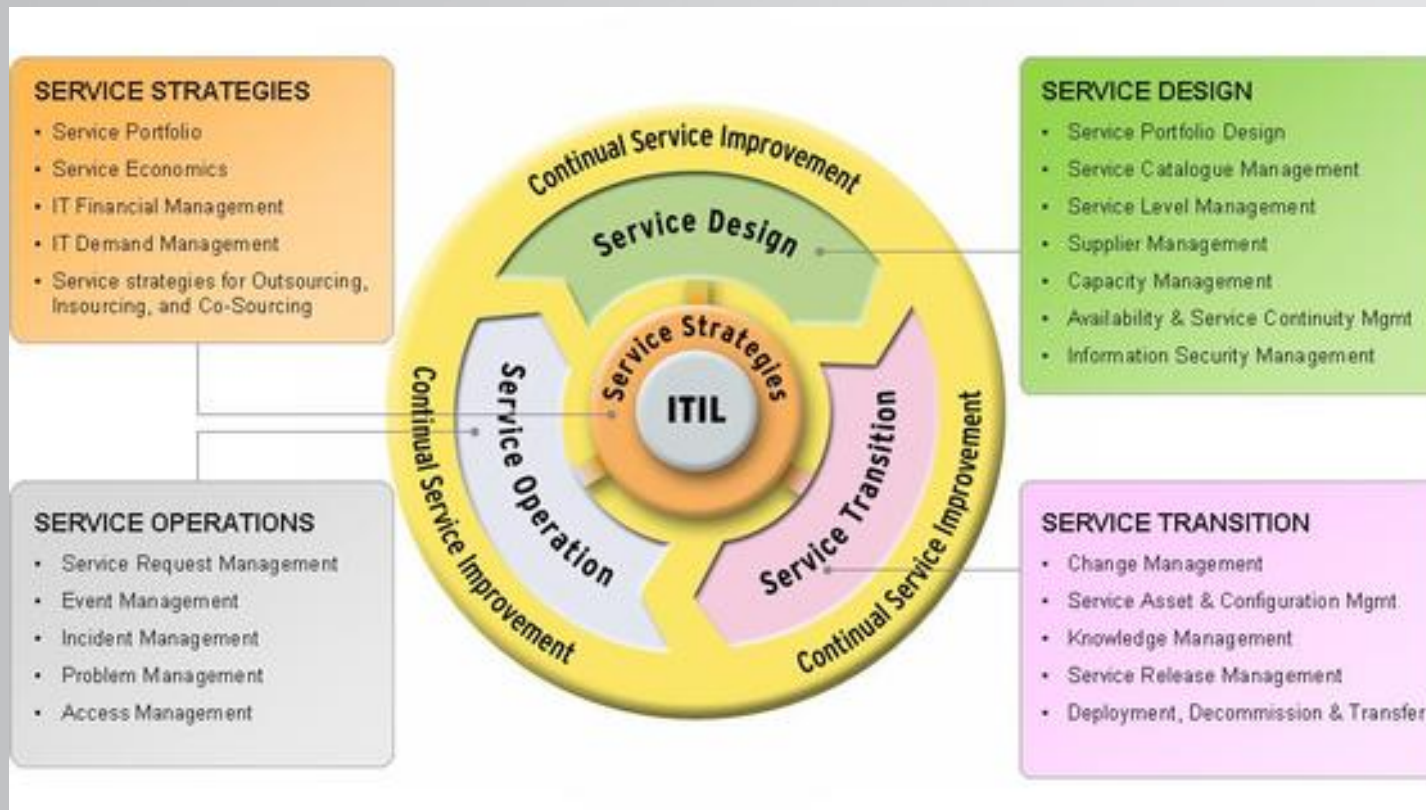 SERVICE STRATEGIES
• Service Portfolio
• Service Economics
• IT Financial Management
• IT Demand Management
• Service strategies for Outsourcing,
Insourcing, and Co-Sourcing
SERVICE OPERATIONS
• Service Request Management
• Event Management
• Incident Management
• Problem Management
• Access Management
Continual Service Improvement
Service Design
Service Strategies
ITIL
Service Operation
Service Transition
Continual Service Improvement
Continual Service Improvement
SERVICE DESIGN
• Service Portfolio Design
• Service Catalogue Management
• Service Level Management
• Supplier Management
• Capacity Management
• Availability & Service Continuity Mgmt
• Information Security Management
SERVICE TRANSITION
• Change Management
• Service Asset & Configuration Mgmt
• Knowledge Management
• Service Release Management
• Deployment, Decommission & Transfer